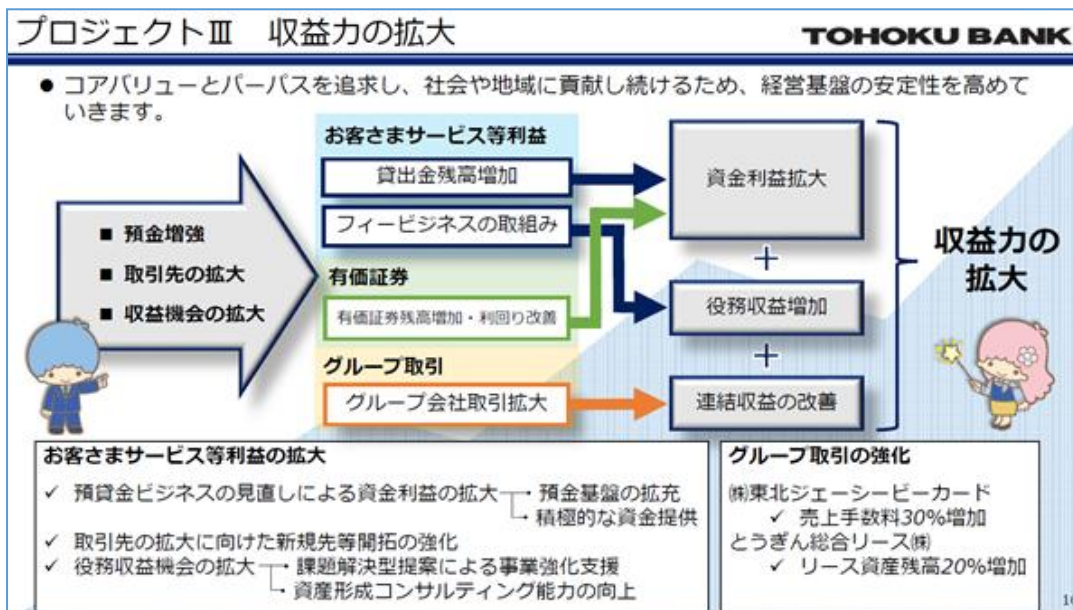 プロジェクトⅢ 収益力の拡大
TOHOKU BANK
● コアバリューとパーパスを追求し、社会や地域に貢献し続けるため、経営基盤の安定性を高めて
いきます。
■ 預金増強
■ 取引先の拡大
■ 収益機会の拡大
お客さまサービス等利益
貸出金残高増加
フィービジネスの取組み
有価証券
有価証券残高増加・利回り改善
グループ取引
グループ会社取引拡大
資金利益拡大
+
役務収益増加
+
連結収益の改善
収益力の
拡大
お客さまサービス等利益の拡大
✓ 預貸金ビジネスの見直しによる資金利益の拡大
・預金基盤の拡充
・積極的な資金提供
✓ 取引先の拡大に向けた新規先等開拓の強化
✓ 役務収益機会の拡大
・課題解決型提案による事業強化支援
・資産形成コンサルティング能力の向上
グループ取引の強化
㈱東北ジェーシービーカード
✓ 売上手数料30%増加
とうぎん総合リース㈱
✓ リース資産残高20%増加